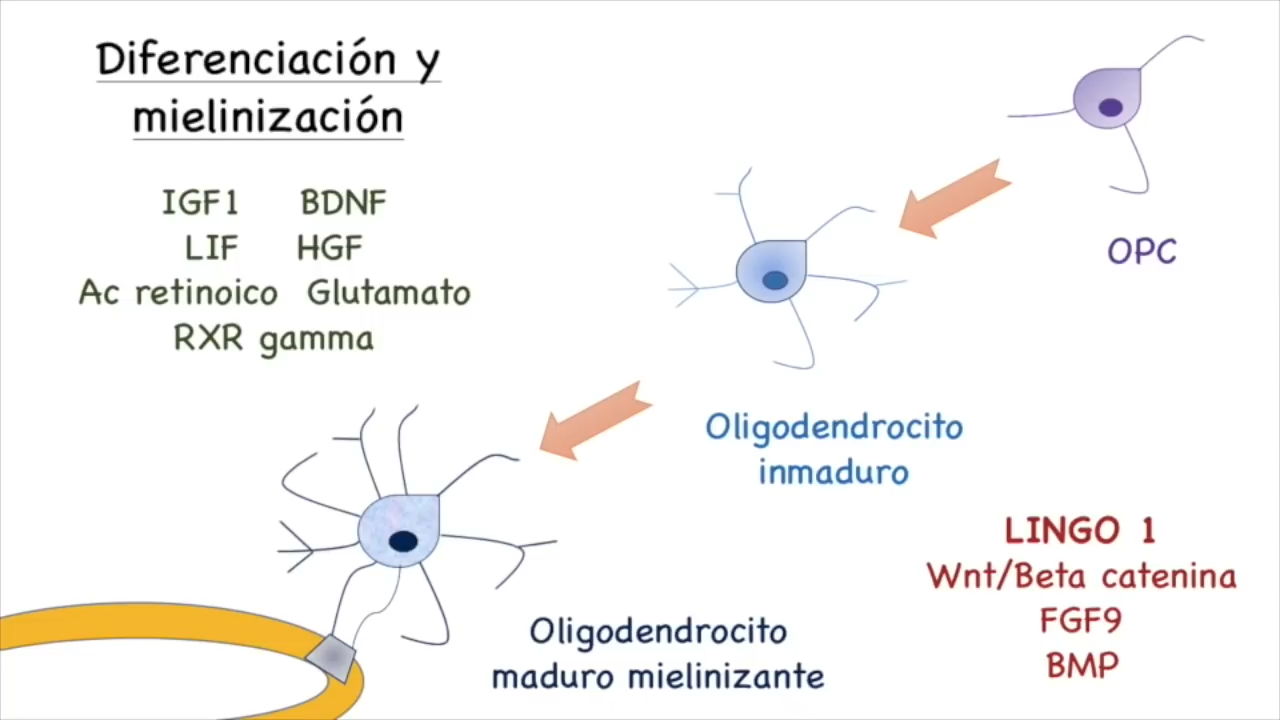 Diferenciación y
mielinización
IGF1 BDNF
LIF HGF
Ac retinoico Glutamato
RXR gamma
OPC
Oligodendrocito
inmaduro
Oligodendrocito
maduro mielinizante
LINGO 1
Wnt/Beta catenina
FGF9
BMP